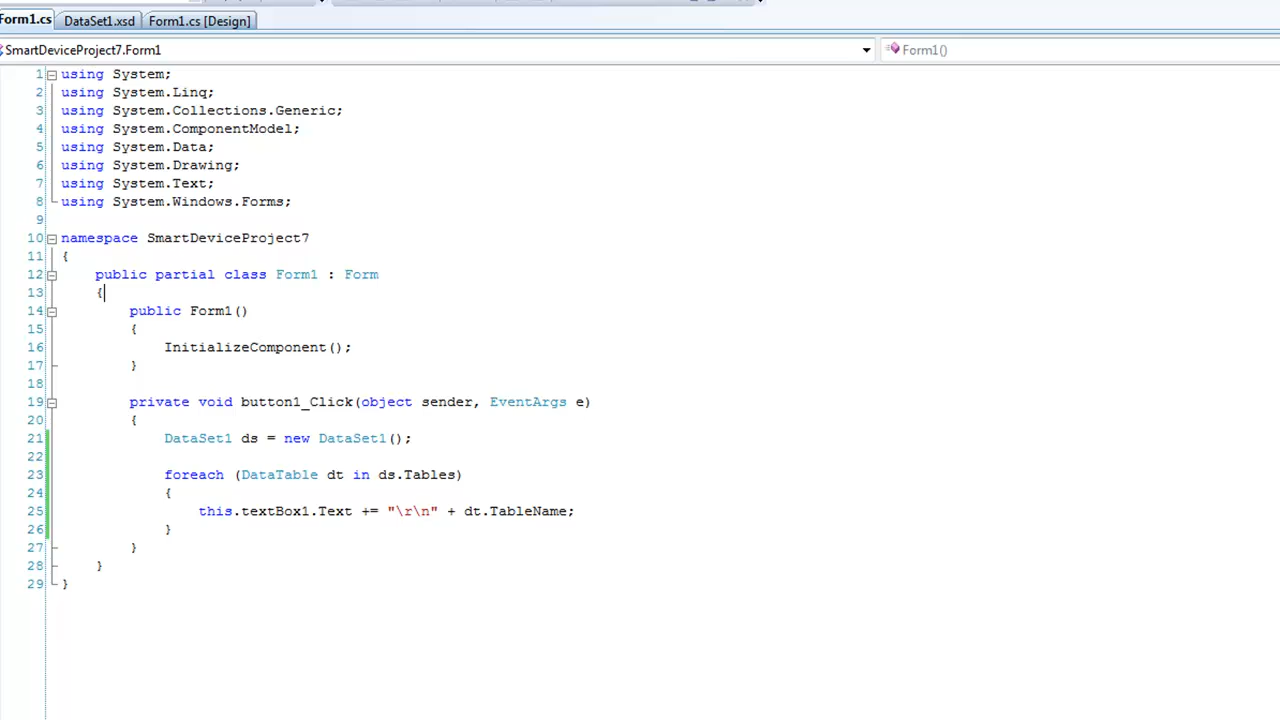 Form1.cs DataSet1.xsd Form1.cs [Design]
SmartDeviceProject7.Form1 Form1()
1 using System;
2 using System.Linq;
3 using System.Collections.Generic;
4 using System.ComponentModel;
5 using System.Data;
6 using System.Drawing;
7 using System.Text;
8 using System.Windows.Forms;
9
10 namespace SmartDeviceProject7
11 {
12 public partial class Form1 : Form
13 {
14 public Form1()
15 {
16 InitializeComponent();
17 }
18
19 private void button1_Click(object sender, EventArgs e)
20 {
21 DataSet1 ds = new DataSet1();
22
23 foreach (DataTable dt in ds.Tables)
24 {
25 this.textBox1.Text += "\r\n" + dt.TableName;
26 }
27 }
28 }
29 }